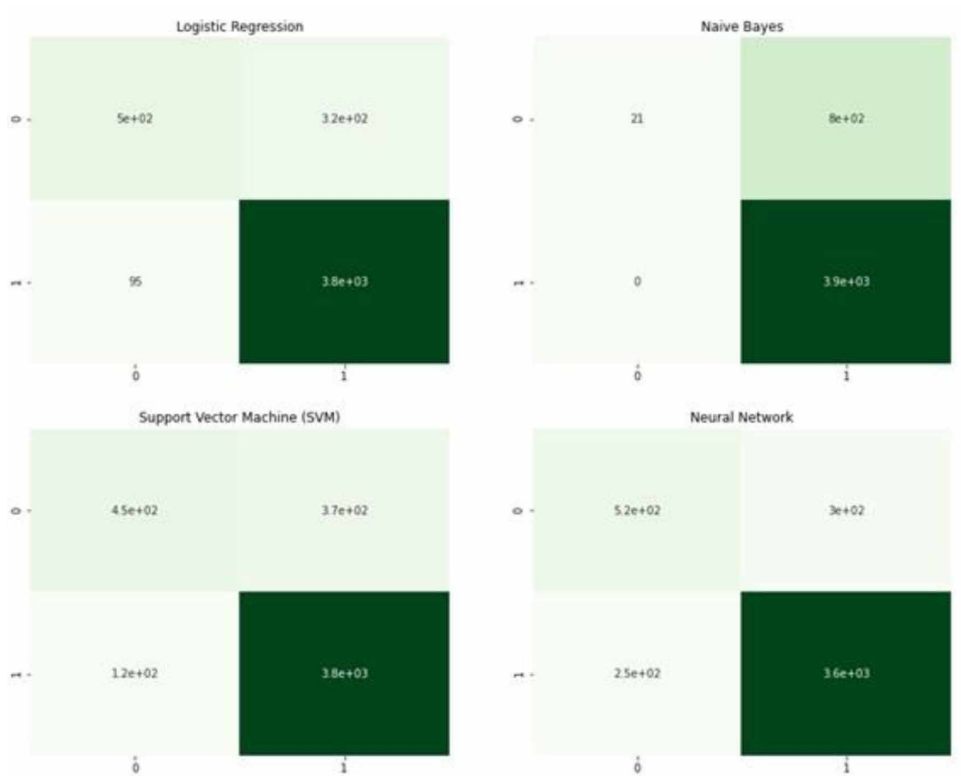 Logistic Regression
0
5e+02
3.2e+02
1
95
3.8e+03
0
1
Naive Bayes
0
21
8e+02
1
0
3.9e+03
0
1
Support Vector Machine (SVM)
0
4.5e+02
3.7e+02
1
1.2e+02
3.8e+03
0
1
Neural Network
0
5.2e+02
3e+02
1
2.5e+02
3.6e+03
0
1